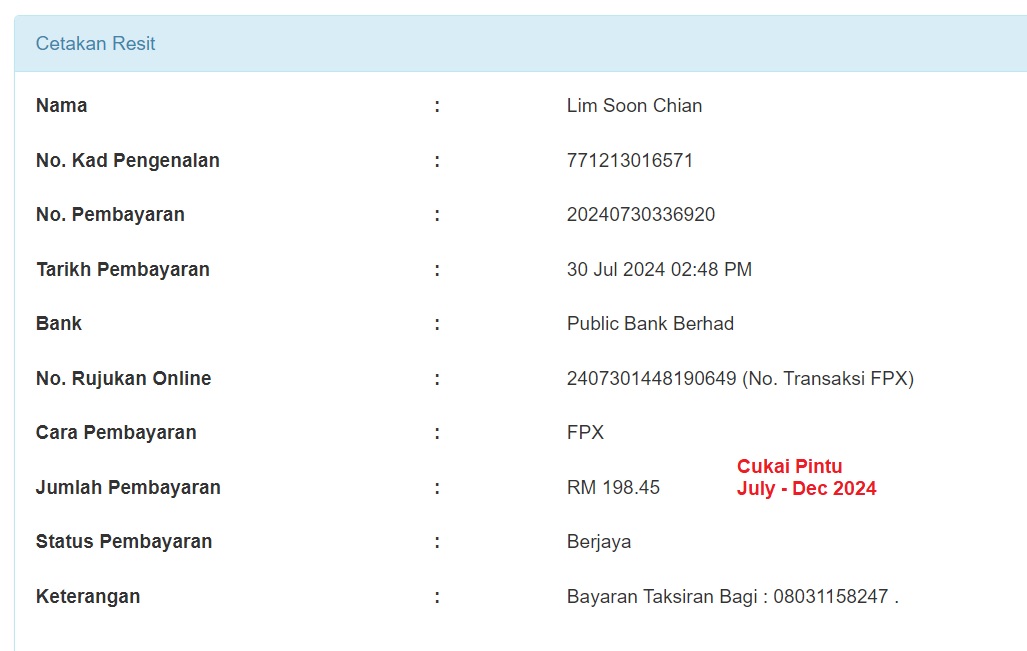 Cetakan Resit
Nama : Lim Soon Chian
No. Kad Pengenalan : 771213016571
No. Pembayaran : 20240730336920
Tarikh Pembayaran : 30 Jul 2024 02:48 PM
Bank : Public Bank Berhad
No. Rujukan Online : 2407301448190649 (No. Transaksi FPX)
Cara Pembayaran : FPX
Cukai Pintu
Jumlah Pembayaran : RM 198.45 July - Dec 2024
Status Pembayaran : Berjaya
Keterangan : Bayaran Taksiran Bagi : 08031158247 .